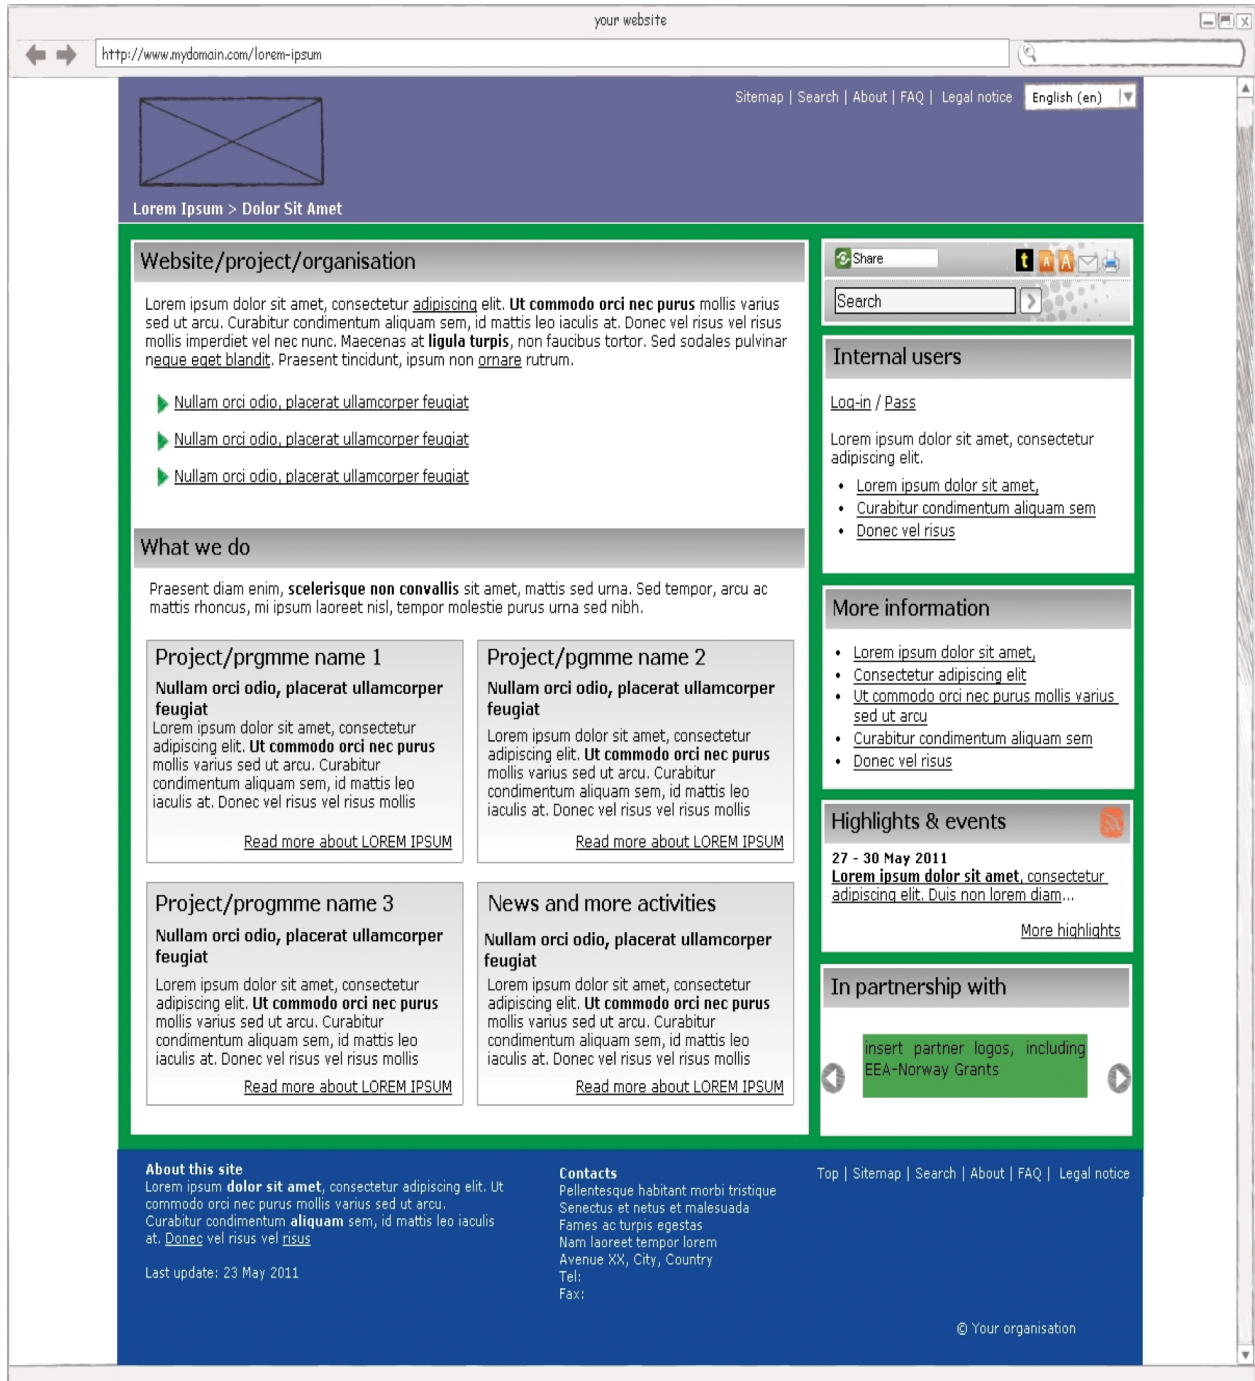 your website
http://www.mydomain.com/lorem-ipsum
Sitemap | Search | About | FAQ | Legal notice English (en)
Lorem Ipsum > Dolor Sit Amet
Website/project/organisation
Lorem ipsum dolor sit amet, consectetur adipiscing elit. Ut commodo orci nec purus mollis varius
sed ut arcu. Curabitur condimentum aliquam sem, id mattis leo iaculis at. Donec vel risus vel risus
mollis imperdiet vel nec nunc. Maecenas at ligula turpis, non faucibus tortor. Sed sodales pulvinar
neque eget blandit. Praesent tincidunt, ipsum non ornare rutrum.
Nullam orci odio, placerat ullamcorper feugiat
Nullam orci odio, placerat ullamcorper feugiat
Nullam orci odio, placerat ullamcorper feugiat
What we do
Praesent diam enim, scelerisque non convallis sit amet, mattis sed urna. Sed tempor, arcu ac
mattis rhoncus, mi ipsum laoreet nisl, tempor molestie purus urna sed nibh.
Project/prgmme name 1
Nullam orci odio, placerat ullamcorper
feugiat
Lorem ipsum dolor sit amet, consectetur
adipiscing elit. Ut commodo orci nec purus
mollis varius sed ut arcu. Curabitur
condimentum aliquam sem, id mattis leo
iaculis at. Donec vel risus vel risus mollis
Read more about LOREM IPSUM
Project/pgmme name 2
Nullam orci odio, placerat ullamcorper
feugiat
Lorem ipsum dolor sit amet, consectetur
adipiscing elit. Ut commodo orci nec purus
mollis varius sed ut arcu. Curabitur
condimentum aliquam sem, id mattis leo
iaculis at. Donec vel risus vel risus mollis
Read more about LOREM IPSUM
Project/progmme name 3
Nullam orci odio, placerat ullamcorper
feugiat
Lorem ipsum dolor sit amet, consectetur
adipiscing elit. Ut commodo orci nec purus
mollis varius sed ut arcu. Curabitur
condimentum aliquam sem, id mattis leo
iaculis at. Donec vel risus vel risus mollis
Read more about LOREM IPSUM
News and more activities
Nullam orci odio, placerat ullamcorper
feugiat
Lorem ipsum dolor sit amet, consectetur
adipiscing elit. Ut commodo orci nec purus
mollis varius sed ut arcu. Curabitur
condimentum aliquam sem, id mattis leo
iaculis at. Donec vel risus vel risus mollis
Read more about LOREM IPSUM
Share t A A
Search
Internal users
Log-in / Pass
Lorem ipsum dolor sit amet, consectetur
adipiscing elit.
• Lorem ipsum dolor sit amet,
• Curabitur condimentum aliquam sem
• Donec vel risus
More information
• Lorem ipsum dolor sit amet,
• Consectetur adipiscing elit
• Ut commodo orci nec purus mollis varius
sed ut arcu
• Curabitur condimentum aliquam sem
• Donec vel risus
Highlights & events
27 - 30 May 2011
Lorem ipsum dolor sit amet, consectetur
adipiscing elit. Duis non lorem diam...
More highlights
In partnership with
insert partner logos, including
EEA-Norway Grants
About this site
Lorem ipsum dolor sit amet, consectetur adipiscing elit. Ut
commodo orci nec purus mollis varius sed ut arcu.
Curabitur condimentum aliquam sem, id mattis leo iaculis
at. Donec vel risus vel risus
Last update: 23 May 2011
Contacts
Pellentesque habitant morbi tristique
Senectus et netus et malesuada
Fames ac turpis egestas
Nam laoreet tempor lorem
Avenue XX, City, Country
Tel:
Fax:
Top | Sitemap | Search | About | FAQ | Legal notice
© Your organisation